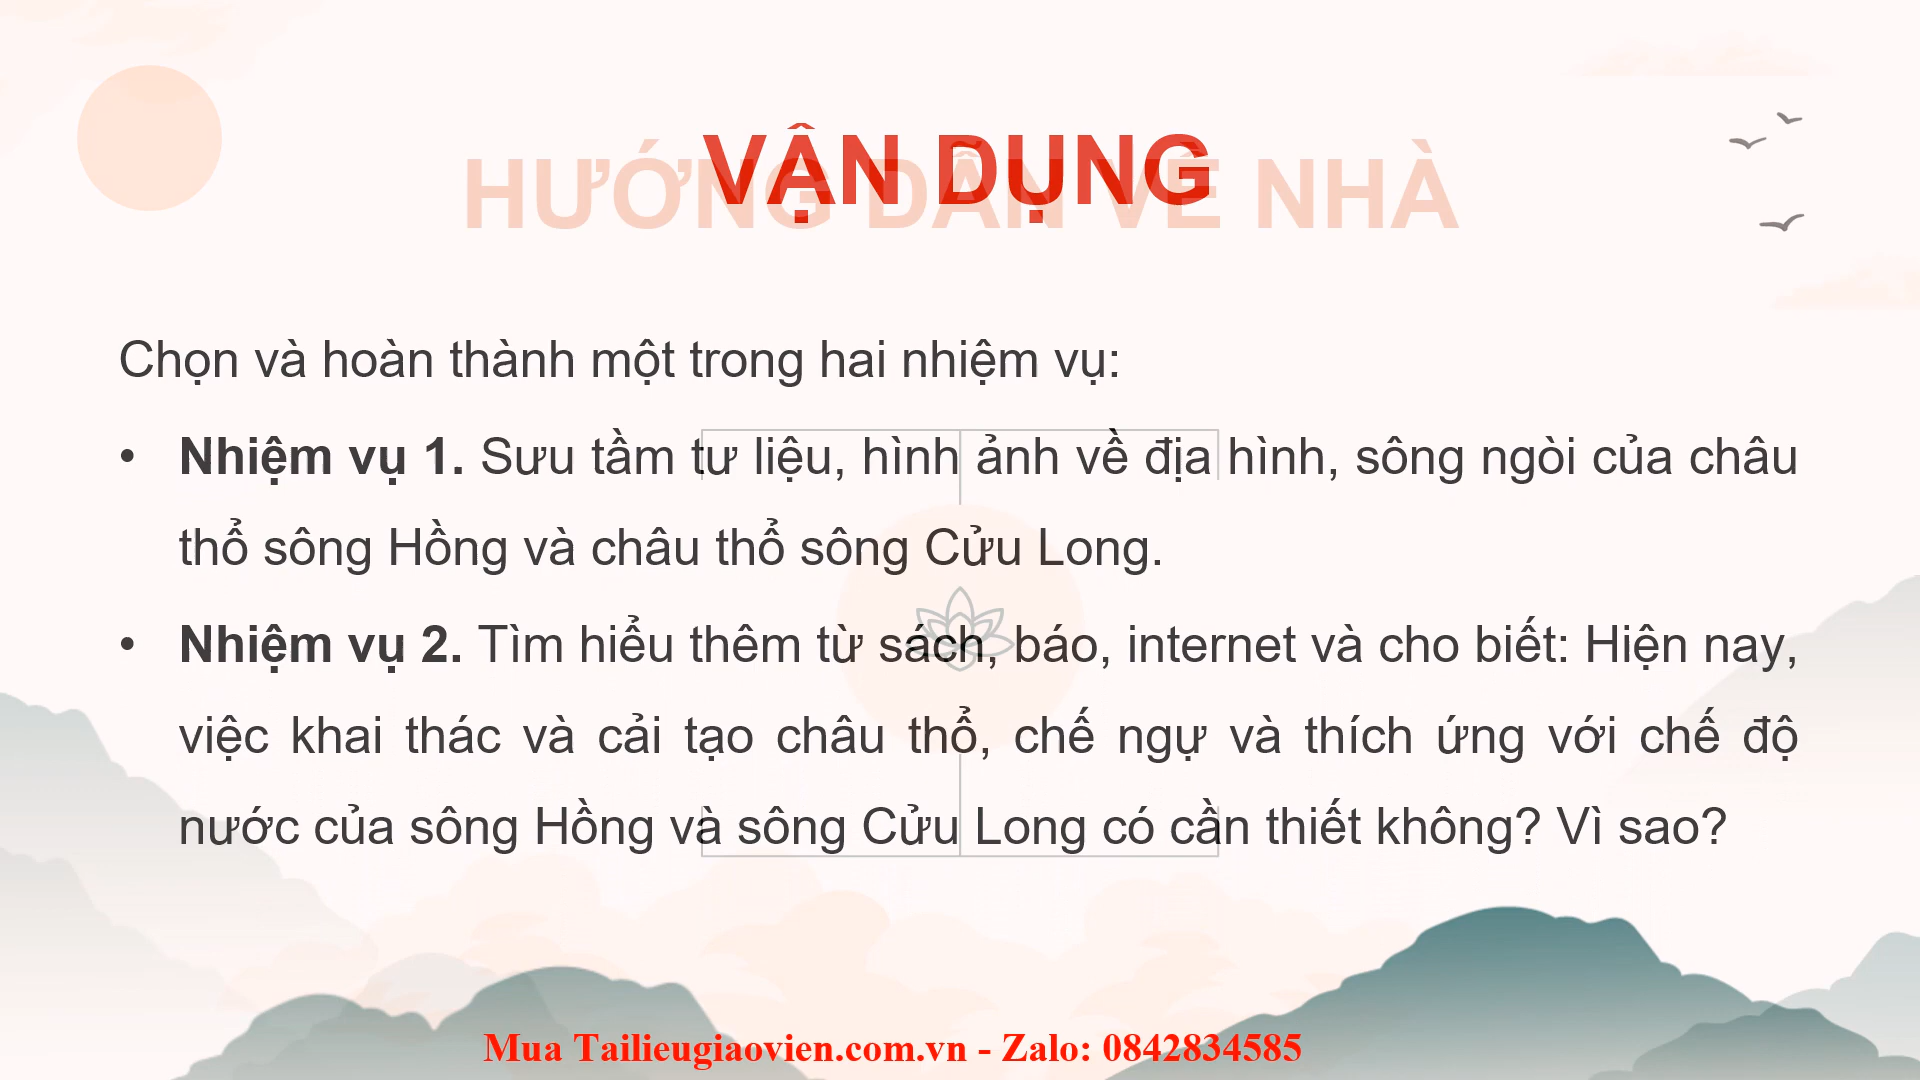 VẬN DỤNG
HƯỚNG DẪN VỀ NHÀ
Chọn và hoàn thành một trong hai nhiệm vụ:
• Nhiệm vụ 1. Sưu tầm tư liệu, hình ảnh về địa hình, sông ngòi của châu
thổ sông Hồng và châu thổ sông Cửu Long.
• Nhiệm vụ 2. Tìm hiểu thêm từ sách, báo, internet và cho biết: Hiện nay,
việc khai thác và cải tạo châu thổ, chế ngự và thích ứng với chế độ
nước của sông Hồng và sông Cửu Long có cần thiết không? Vì sao?
Mua Tailieugiaovien.com.vn - Zalo: 0842834585